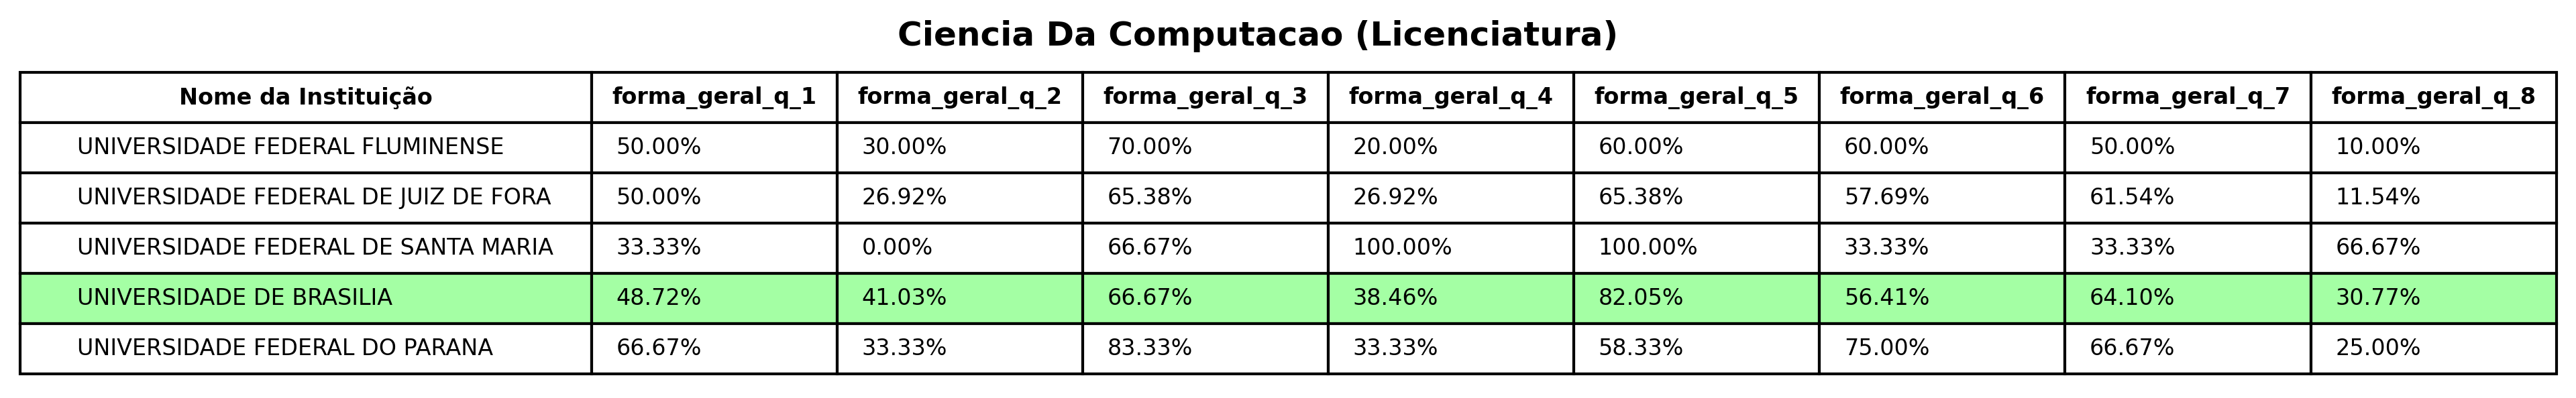 Ciencia Da Computacao (Licenciatura)
Nome da Instituição forma_geral_q_1 forma_geral_q_2 forma_geral_q_3 forma_geral_q_4 forma_geral_q_5 forma_geral_q_6 forma_geral_q_7 forma_geral_q_8
UNIVERSIDADE FEDERAL FLUMINENSE 50.00% 30.00% 70.00% 20.00% 60.00% 60.00% 50.00% 10.00%
UNIVERSIDADE FEDERAL DE JUIZ DE FORA 50.00% 26.92% 65.38% 26.92% 65.38% 57.69% 61.54% 11.54%
UNIVERSIDADE FEDERAL DE SANTA MARIA 33.33% 0.00% 66.67% 100.00% 100.00% 33.33% 33.33% 66.67%
UNIVERSIDADE DE BRASILIA 48.72% 41.03% 66.67% 38.46% 82.05% 56.41% 64.10% 30.77%
UNIVERSIDADE FEDERAL DO PARANA 66.67% 33.33% 83.33% 33.33% 58.33% 75.00% 66.67% 25.00%